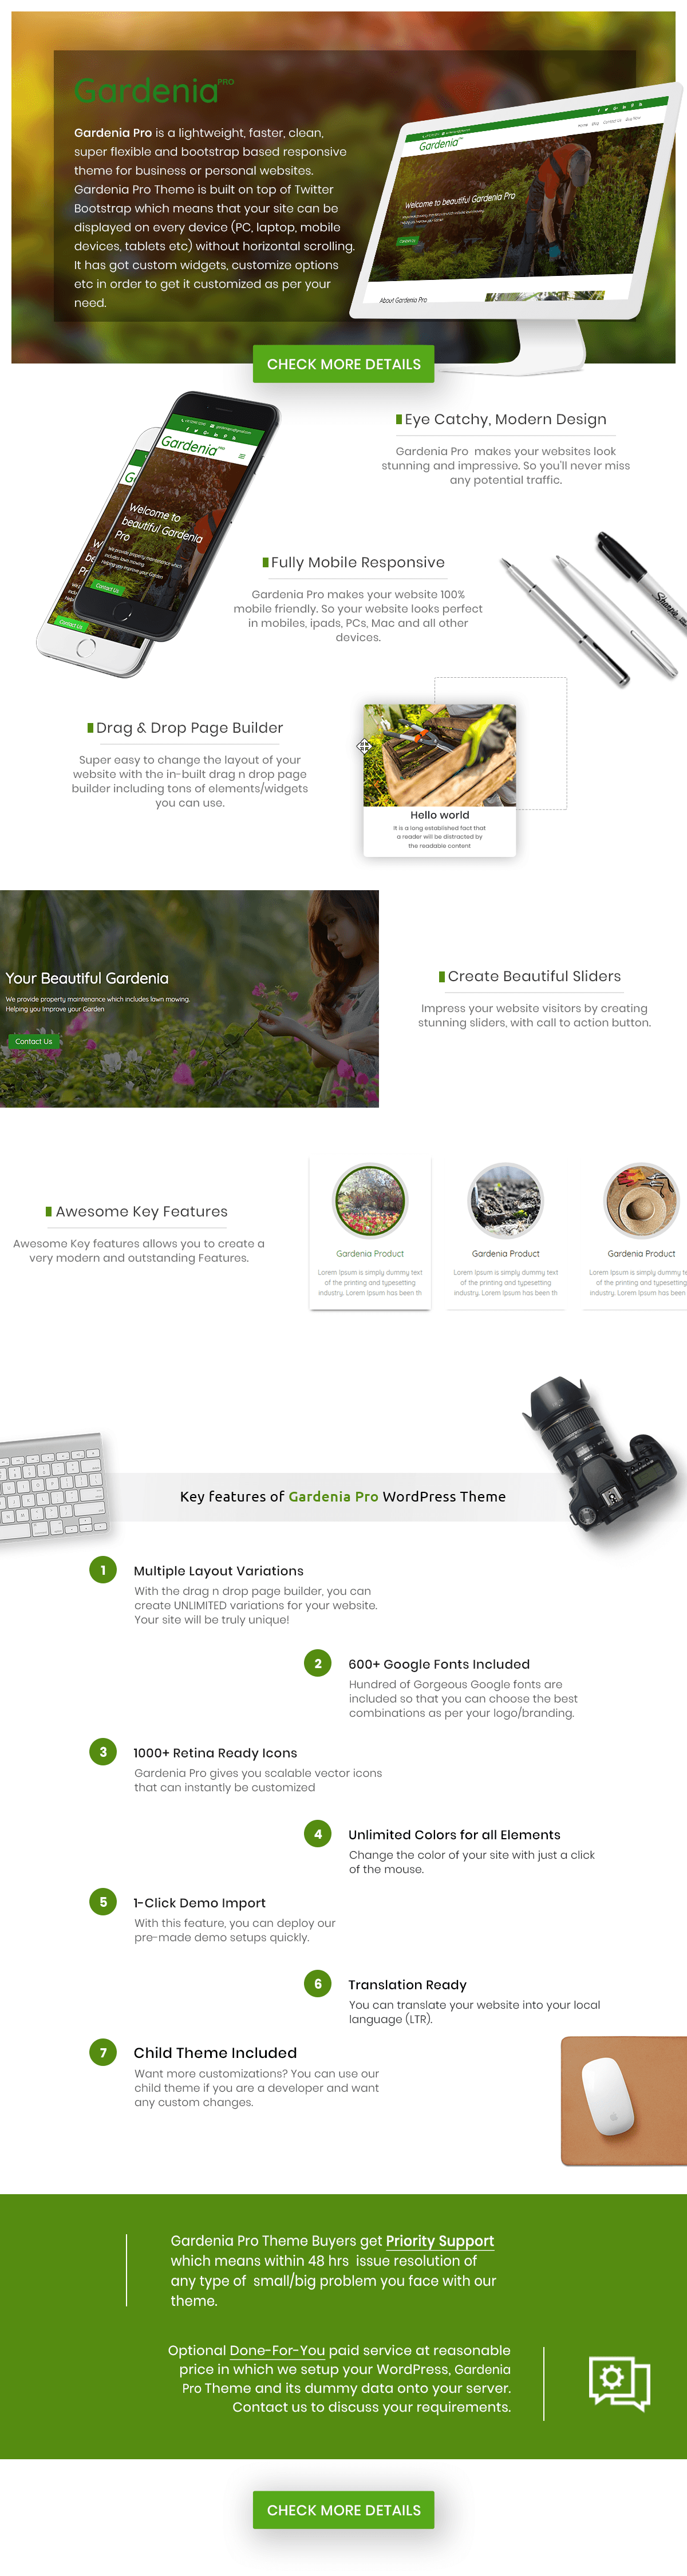 Gardenia PRO
Gardenia Pro is a lightweight, faster, clean,
super flexible and bootstrap based responsive
theme for business or personal websites.
Gardenia Pro Theme is built on top of Twitter
Bootstrap which means that your site can be
displayed on every device (PC, laptop, mobile
devices, tablets etc) without horizontal scrolling.
It has got custom widgets, customize options
etc in order to get it customized as per your
need.
Gardenia
Welcome to beautiful Gardenia Pro
Contact Us
About Gardenia Pro
CHECK MORE DETAILS
Gardenia PRO
Welcome to
beautiful Gardenia
Pro
We provide property maintenance which
includes lawn mowing.
Helping you improve your Garden
Contact Us
Contact Us
Eye Catchy, Modern Design
Gardenia Pro makes your websites look
stunning and impressive. So you'll never miss
any potential traffic.
Fully Mobile Responsive
Gardenia Pro makes your website 100%
mobile friendly. So your website looks perfect
in mobiles, ipads, PCs, Mac and all other
devices.
Sharpie
Drag & Drop Page Builder
Super easy to change the layout of your
website with the in-built drag n drop page
builder including tons of elements/widgets
you can use.
Hello world
It is a long established fact that
a reader will be distracted by
the readable content
Your Beautiful Gardenia
We provide property maintenance which includes lawn mowing.
Helping you Improve your Garden
Contact Us
Create Beautiful Sliders
Impress your website visitors by creating
stunning sliders, with call to action button.
Awesome Key Features
Awesome Key features allows you to create a
very modern and outstanding Features.
Gardenia Product
Lorem Ipsum is simply dummy text
of the printing and typesetting
industry. Lorem Ipsum has been th
Gardenia Product
Lorem Ipsum is simply dummy text
of the printing and typesetting
industry. Lorem Ipsum has been th
Gardenia Product
Lorem Ipsum is simply dummy te
of the printing and typesetting
industry. Lorem Ipsum has been
Key features of Gardenia Pro WordPress Theme
1 Multiple Layout Variations
With the drag n drop page builder, you can
create UNLIMITED variations for your website.
Your site will be truly unique!
2 600+ Google Fonts Included
Hundred of Gorgeous Google fonts are
included so that you can choose the best
combinations as per your logo/branding.
3 1000+ Retina Ready Icons
Gardenia Pro gives you scalable vector icons
that can instantly be customized
4 Unlimited Colors for all Elements
Change the color of your site with just a click
of the mouse.
5 1-Click Demo Import
With this feature, you can deploy our
pre-made demo setups quickly.
6 Translation Ready
You can translate your website into your local
language (LTR).
7 Child Theme Included
Want more customizations? You can use our
child theme if you are a developer and want
any custom changes.
Gardenia Pro Theme Buyers get Priority Support
which means within 48 hrs issue resolution of
any type of small/big problem you face with our
theme.
Optional Done-For-You paid service at reasonable
price in which we setup your WordPress, Gardenia
Pro Theme and its dummy data onto your server.
Contact us to discuss your requirements.
CHECK MORE DETAILS